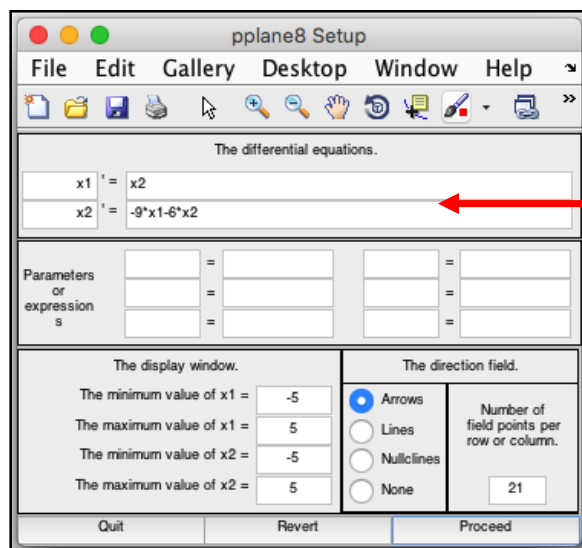 pplane8 Setup
File Edit Gallery Desktop Window Help
The differential equations.
x1 ' = x2
x2 ' = -9*x1-6*x2
Parameters
or
expression
s
= =
= =
= =
The display window.
The minimum value of x1 = -5
The maximum value of x1 = 5
The minimum value of x2 = -5
The maximum value of x2 = 5
The direction field.
Arrows
Lines
Nullclines
None
Number of
field points per
row or column.
21
Quit Revert Proceed